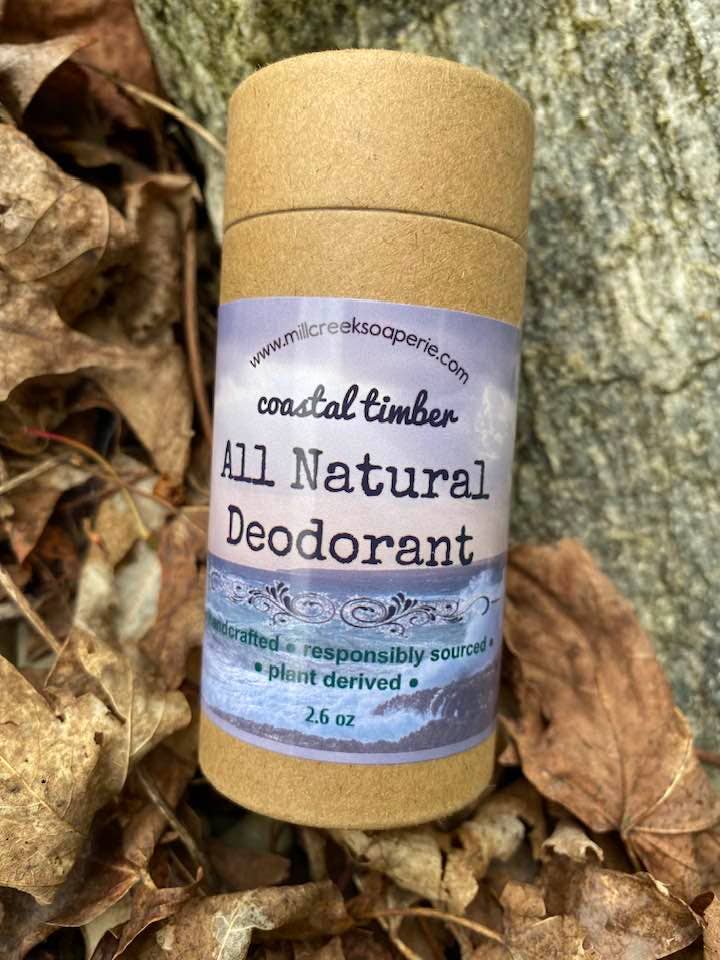 www.millcreeksoaperie.com
coastal timber
All Natural
Deodorant
handcrafted • responsibly sourced •
• plant derived •
2.6 oz